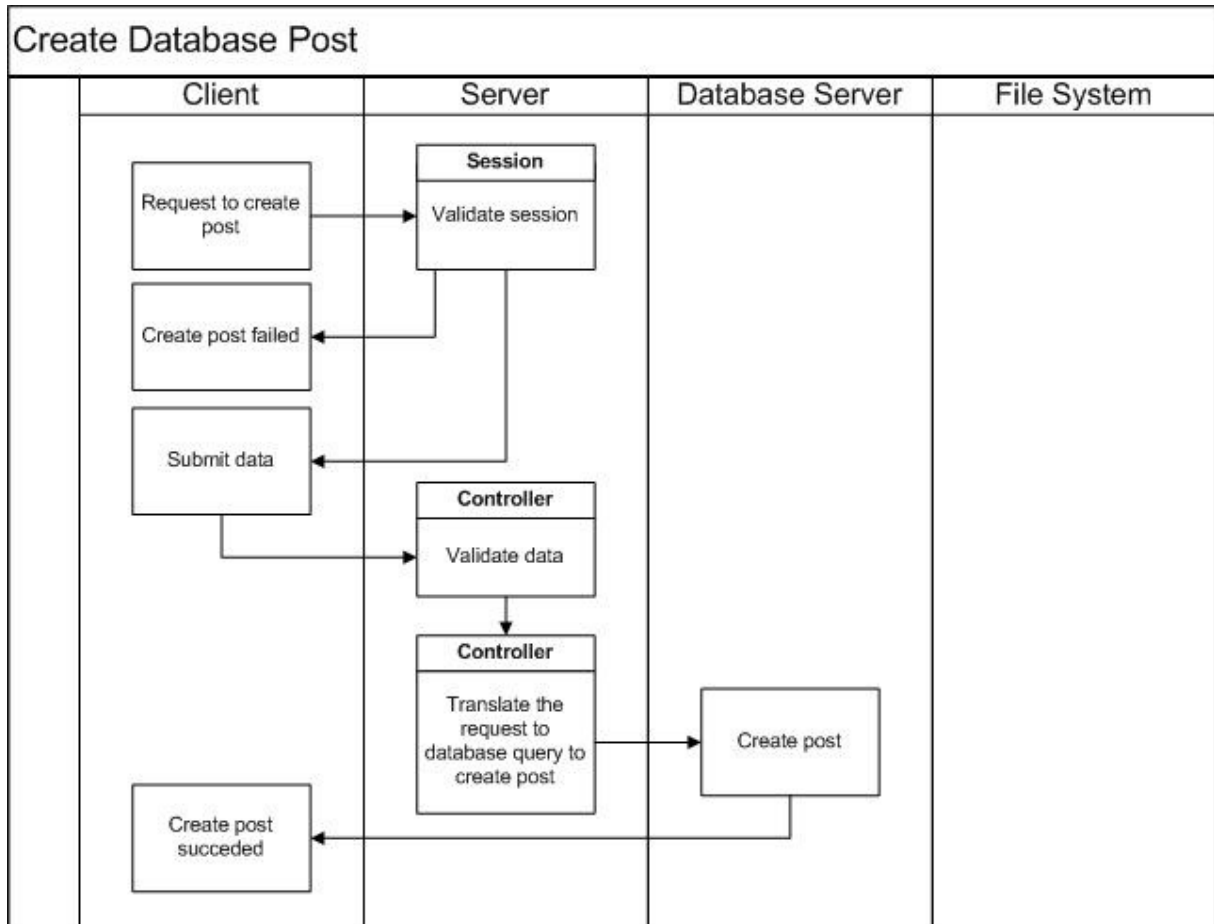 Create Database Post
Client
Server
Database Server
File System
Session
Request to create
post
Validate session
Create post failed
Submit data
Controller
Validate data
Controller
Translate the
request to
database query to
create post
Create post
Create post
succeded